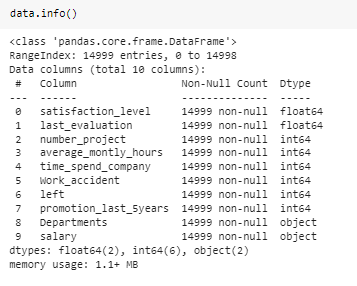 data.info()
<class 'pandas.core.frame.DataFrame'>
RangeIndex: 14999 entries, 0 to 14998
Data columns (total 10 columns):
 #   Column                 Non-Null Count  Dtype
---  ------                 --------------  -----
 0   satisfaction_level     14999 non-null  float64
 1   last_evaluation        14999 non-null  float64
 2   number_project         14999 non-null  int64
 3   average_montly_hours   14999 non-null  int64
 4   time_spend_company     14999 non-null  int64
 5   Work_accident          14999 non-null  int64
 6   left                   14999 non-null  int64
 7   promotion_last_5years  14999 non-null  int64
 8   Departments            14999 non-null  object
 9   salary                 14999 non-null  object
dtypes: float64(2), int64(6), object(2)
memory usage: 1.1+ MB